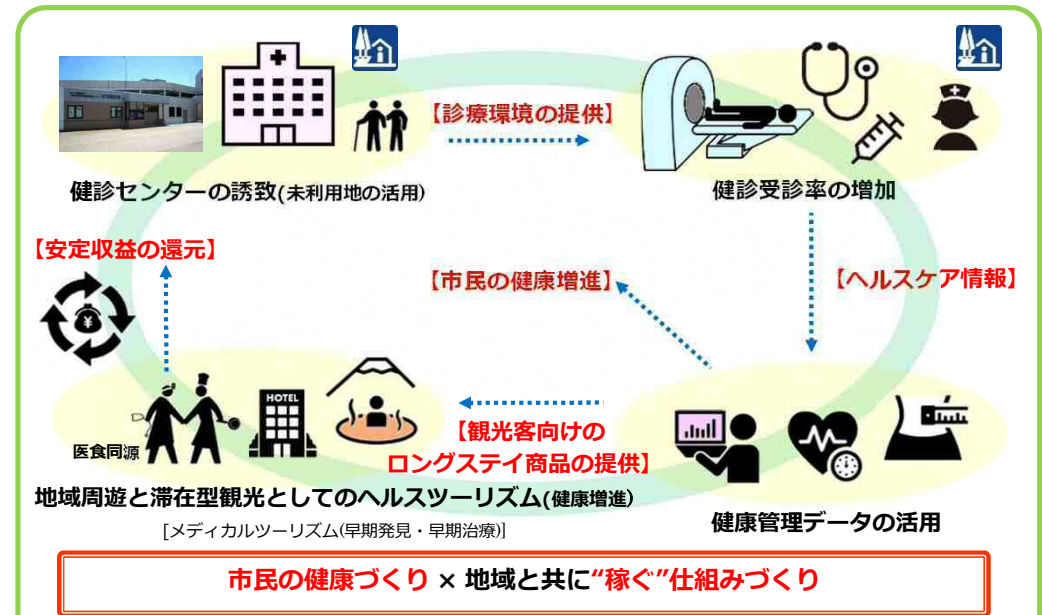 【診療環境の提供】
健診センターの誘致(未利用地の活用)
健診受診率の増加
【安定収益の還元】
【市民の健康増進】
【ヘルスケア情報】
¥
HOTEL
医食同源
【観光客向けの
ロングステイ商品の提供】
地域周遊と滞在型観光としてのヘルスツーリズム(健康増進)
[メディカルツーリズム(早期発見・早期治療)]
健康管理データの活用
市民の健康づくり × 地域と共に“稼ぐ”仕組みづくり